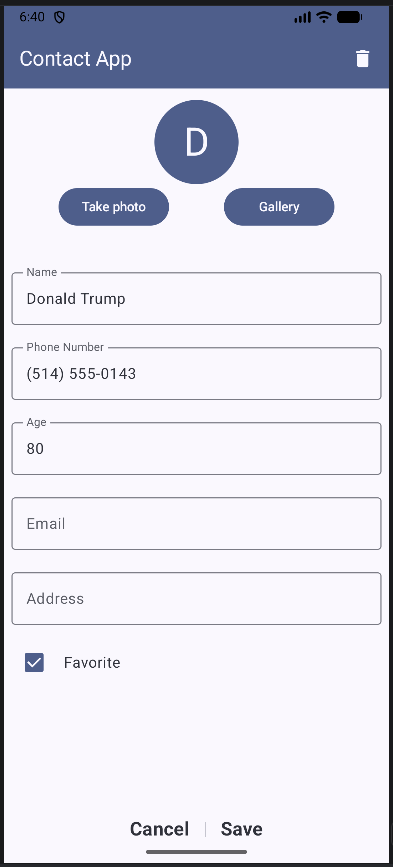 6:40
Contact App
D
Take photo Gallery
Name
Donald Trump
Phone Number
(514) 555-0143
Age
80
Email
Address
Favorite
Cancel Save